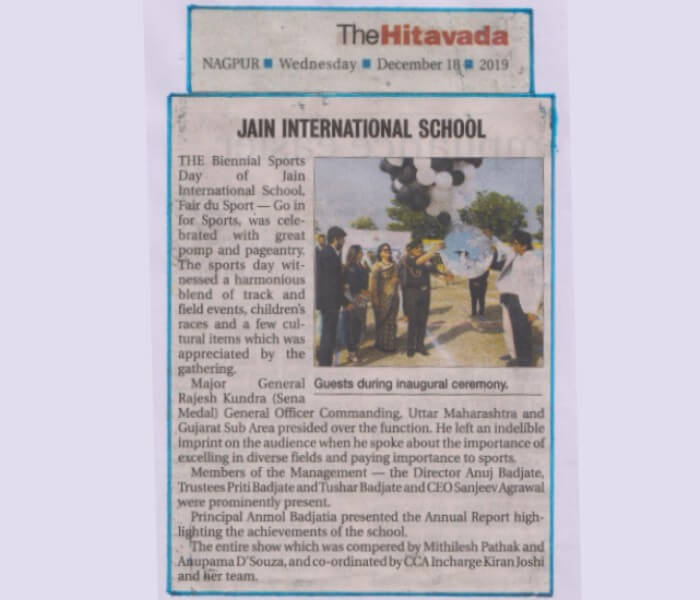 TheHitavada
NAGPUR ■ Wednesday ■ December 18 ■ 2019
JAIN INTERNATIONAL SCHOOL
THE Biennial Sports
Day of Jain
International School,
Fair du Sport — Go in
for Sports, was cele-
brated with great
pomp and pageantry.
The sports day wit-
nessed a harmonious
blend of track and
field events, children's
races and a few cul-
tural items which was
appreciated by the
gathering.
Major General
Rajesh Kundra (Sena
Guests during inaugural ceremony.
Medal) General Officer Commanding, Uttar Maharashtra and
Gujarat Sub Area presided over the function. He left an indelible
imprint on the audience when he spoke about the importance of
excelling in diverse fields and paying importance to sports.
Members of the Management — the Director Anuj Badjate,
Trustees Priti Badjate and Tushar Badjate and CEO Sanjeev Agrawal
were prominently present.
Principal Anmol Badjatia presented the Annual Report high-
lighting the achievements of the school.
The entire show which was compered by Mithilesh Pathak and
Anupama D'Souza, and co-ordinated by CCA Incharge Kiran Joshi
and her team.